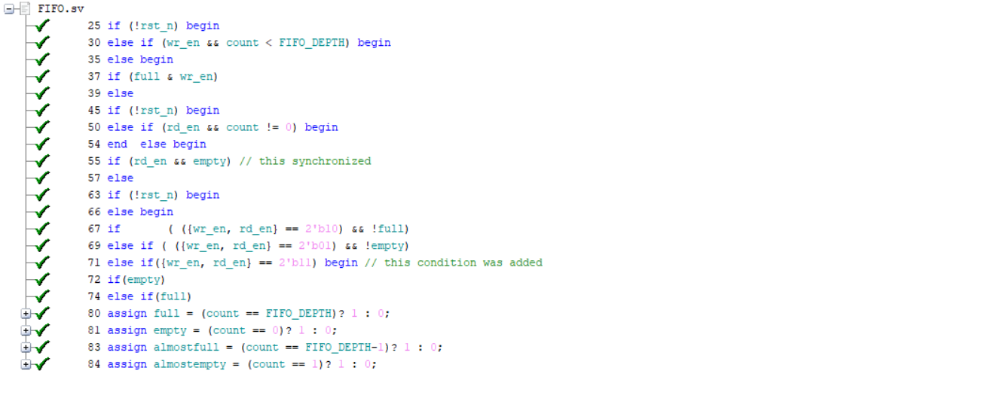 FIFO.sv
25 if (!rst_n) begin
30 else if (wr_en && count < FIFO_DEPTH) begin
35 else begin
37 if (full & wr_en)
39 else
45 if (!rst_n) begin
50 else if (rd_en && count != 0) begin
54 end  else begin
55 if (rd_en && empty) // this synchronized
57 else
63 if (!rst_n) begin
66 else begin
67 if       ( ({wr_en, rd_en} == 2'b10) && !full)
69 else if ( ({wr_en, rd_en} == 2'b01) && !empty)
71 else if({wr_en, rd_en} == 2'b11) begin // this condition was added
72 if(empty)
74 else if(full)
80 assign full = (count == FIFO_DEPTH)? 1 : 0;
81 assign empty = (count == 0)? 1 : 0;
83 assign almostfull = (count == FIFO_DEPTH-1)? 1 : 0;
84 assign almostempty = (count == 1)? 1 : 0;